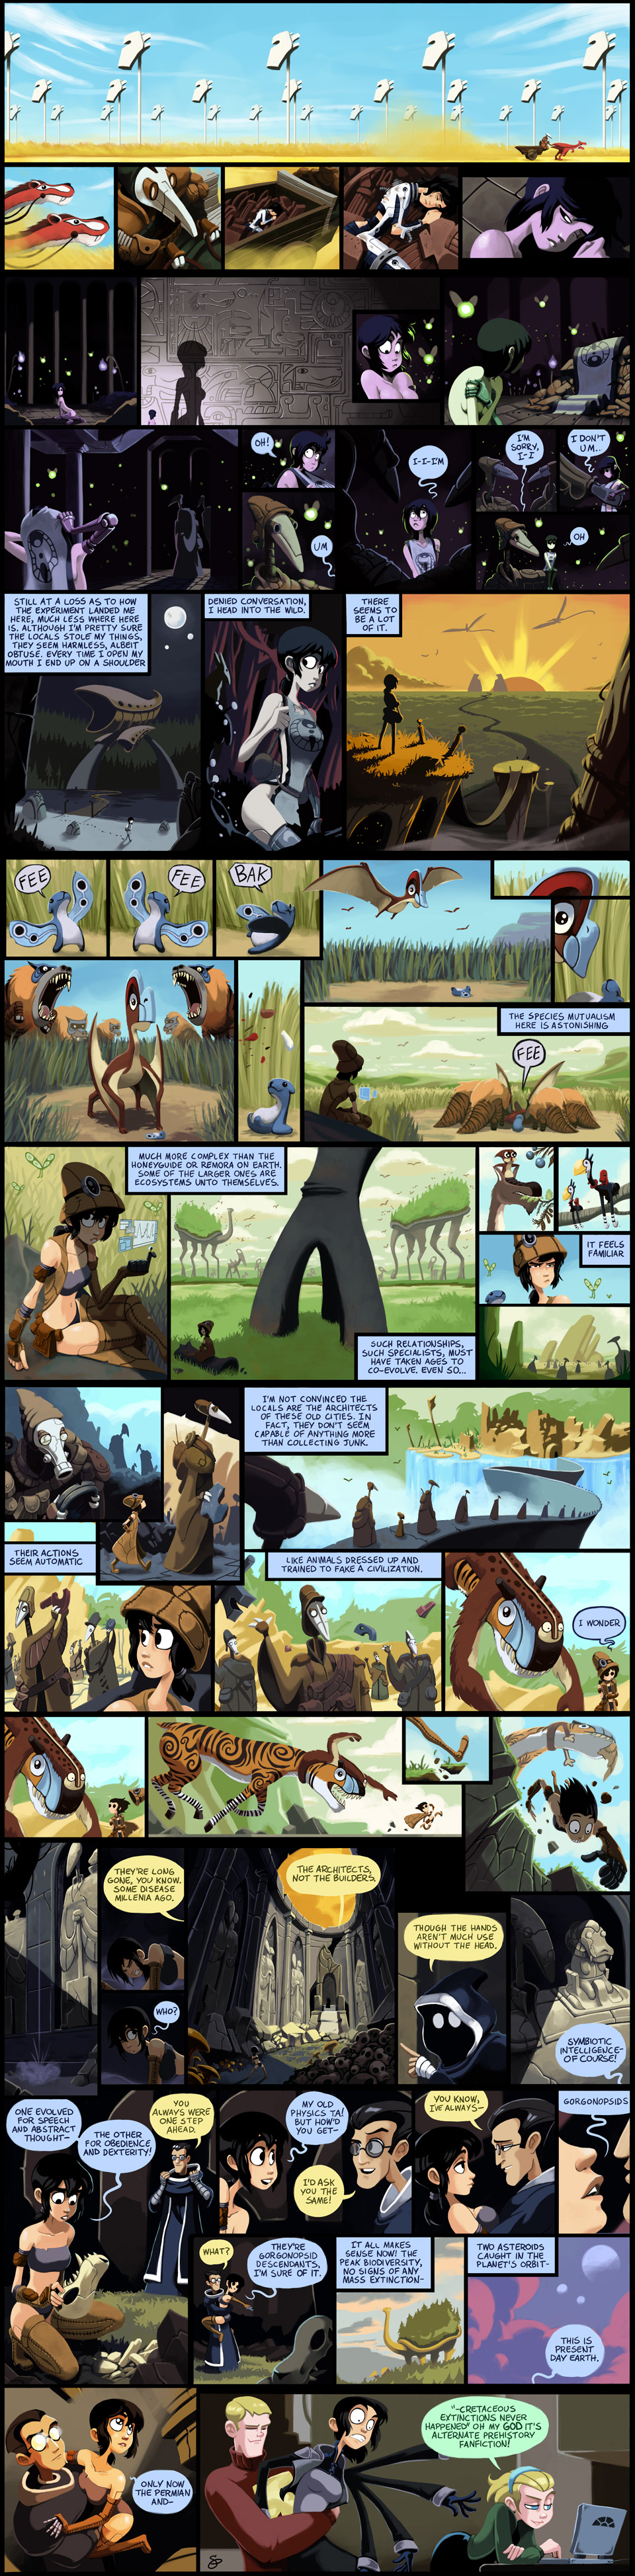 OH!
UM
I-I-I'M
I'M
SORRY,
I-I
I DON'T
UM..
OH
STILL AT A LOSS AS TO HOW
THE EXPERIMENT LANDED ME
HERE, MUCH LESS WHERE HERE
IS. ALTHOUGH I'M PRETTY SURE
THE LOCALS STOLE MY THINGS,
THEY SEEM HARMLESS, ALBEIT
OBTUSE. EVERY TIME I OPEN MY
MOUTH I END UP ON A SHOULDER
DENIED CONVERSATION,
I HEAD INTO THE WILD.
THERE
SEEMS TO
BE A LOT
OF IT.
FEE
FEE
BAK
THE SPECIES MUTUALISM
HERE IS ASTONISHING
FEE
MUCH MORE COMPLEX THAN THE
HONEYGUIDE OR REMORA ON EARTH.
SOME OF THE LARGER ONES ARE
ECOSYSTEMS UNTO THEMSELVES.
IT FEELS
FAMILIAR
SUCH RELATIONSHIPS,
SUCH SPECIALISTS, MUST
HAVE TAKEN AGES TO
CO-EVOLVE. EVEN SO...
I'M NOT CONVINCED THE
LOCALS ARE THE ARCHITECTS
OF THESE OLD CITIES. IN
FACT, THEY DON'T SEEM
CAPABLE OF ANYTHING MORE
THAN COLLECTING JUNK.
THEIR ACTIONS
SEEM AUTOMATIC
LIKE ANIMALS DRESSED UP AND
TRAINED TO FAKE A CIVILIZATION.
I WONDER
THEY'RE LONG
GONE, YOU KNOW.
SOME DISEASE
MILLENIA AGO.
WHO?
THE ARCHITECTS,
NOT THE BUILDERS.
THOUGH THE HANDS
AREN'T MUCH USE
WITHOUT THE HEAD.
SYMBIOTIC
INTELLIGENCE-
OF COURSE!
ONE EVOLVED
FOR SPEECH
AND ABSTRACT
THOUGHT-
THE OTHER
FOR OBEDIENCE
AND DEXTERITY!
YOU
ALWAYS WERE
ONE STEP
AHEAD.
MY OLD
PHYSICS TA!
BUT HOW'D
YOU GET-
I'D ASK
YOU THE
SAME!
YOU KNOW,
I'VE ALWAYS-
GORGONOPSIDS
WHAT?
THEY'RE
GORGONOPSID
DESCENDANTS,
I'M SURE OF IT.
IT ALL MAKES
SENSE NOW! THE
PEAK BIODIVERSITY,
NO SIGNS OF ANY
MASS EXTINCTION-
TWO ASTEROIDS
CAUGHT IN THE
PLANET'S ORBIT-
THIS IS
PRESENT
DAY EARTH.
ONLY NOW
THE PERMIAN
AND-
"-CRETACEOUS
EXTINCTIONS NEVER
HAPPENED" OH MY GOD IT'S
ALTERNATE PREHISTORY
FANFICTION!